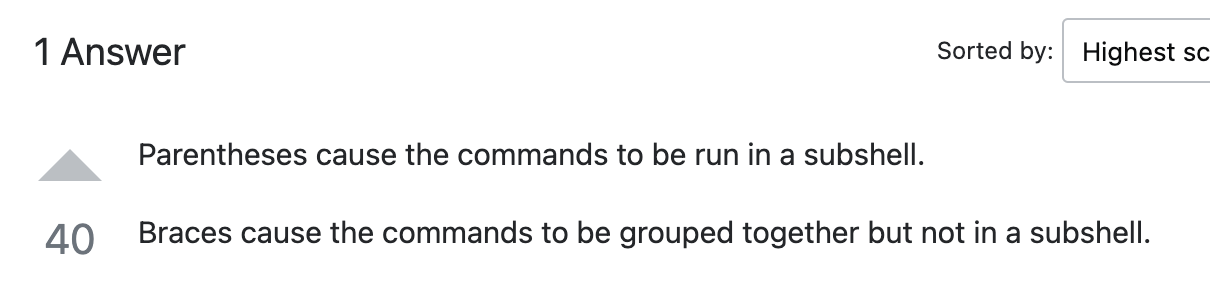 1 Answer
Sorted by: Highest sc
Parentheses cause the commands to be run in a subshell.
40
Braces cause the commands to be grouped together but not in a subshell.